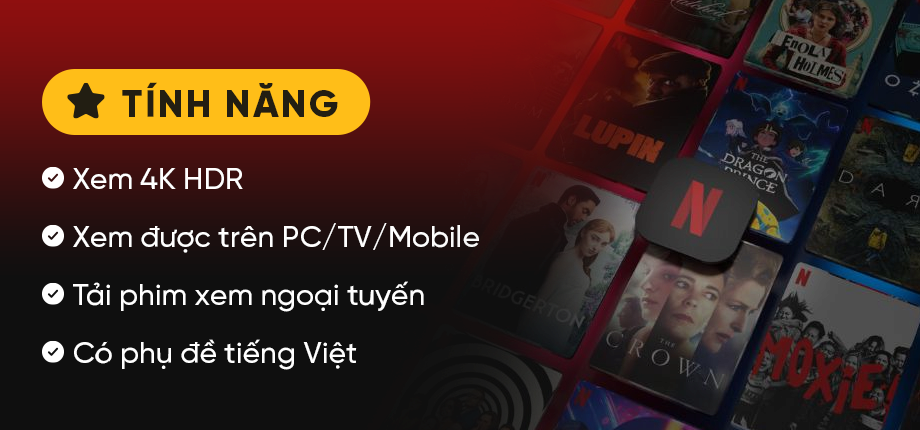 TÍNH NĂNG
Xem 4K HDR
Xem được trên PC/TV/Mobile
Tải phim xem ngoại tuyến
Có phụ đề tiếng Việt
ENOLA
HOLMES
LUPIN
THE
DRAGON
PRINCE
N
DAR
BRIDGERTON
THE
CROWN
N
MOXIE!
N